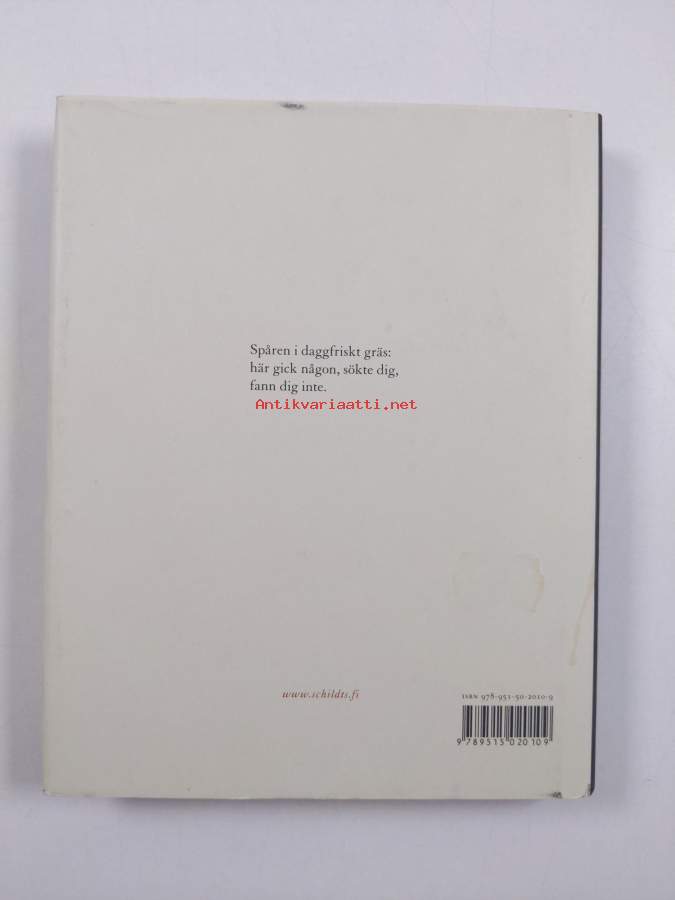 Spåren i daggfriskt gräs:
här gick någon, sökte dig,
fann dig inte.
Antikvariaatti.net
www.schildts.fi
ISBN 978-951-50-2010-9
9 789515 020109